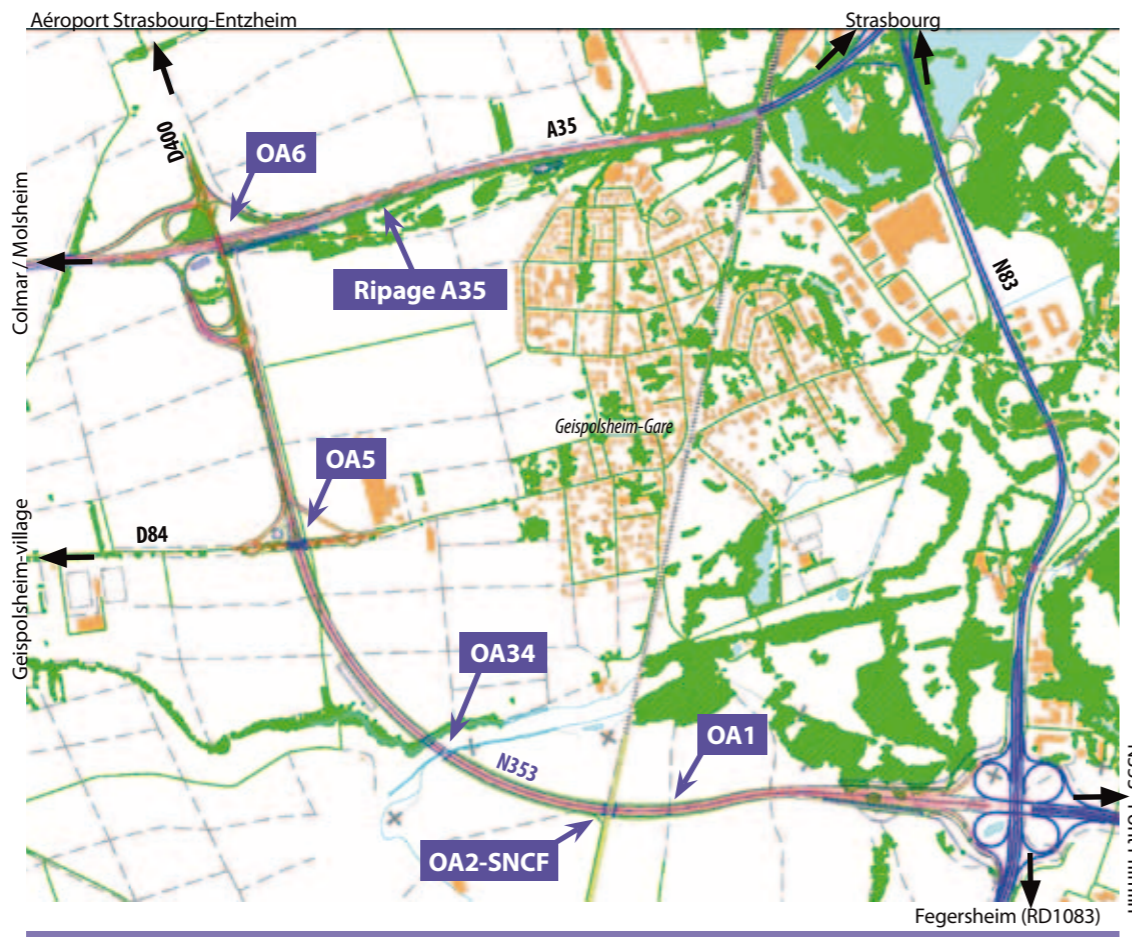 Aéroport Strasbourg-Entzheim
Strasbourg
D400
OA6
A35
Colmar / Molsheim
Ripage A35
N83
Geispolsheim-Gare
OA5
D84
Geispolsheim-village
OA34
N353
OA1
OA2-SNCF
Fegersheim (RD1083)